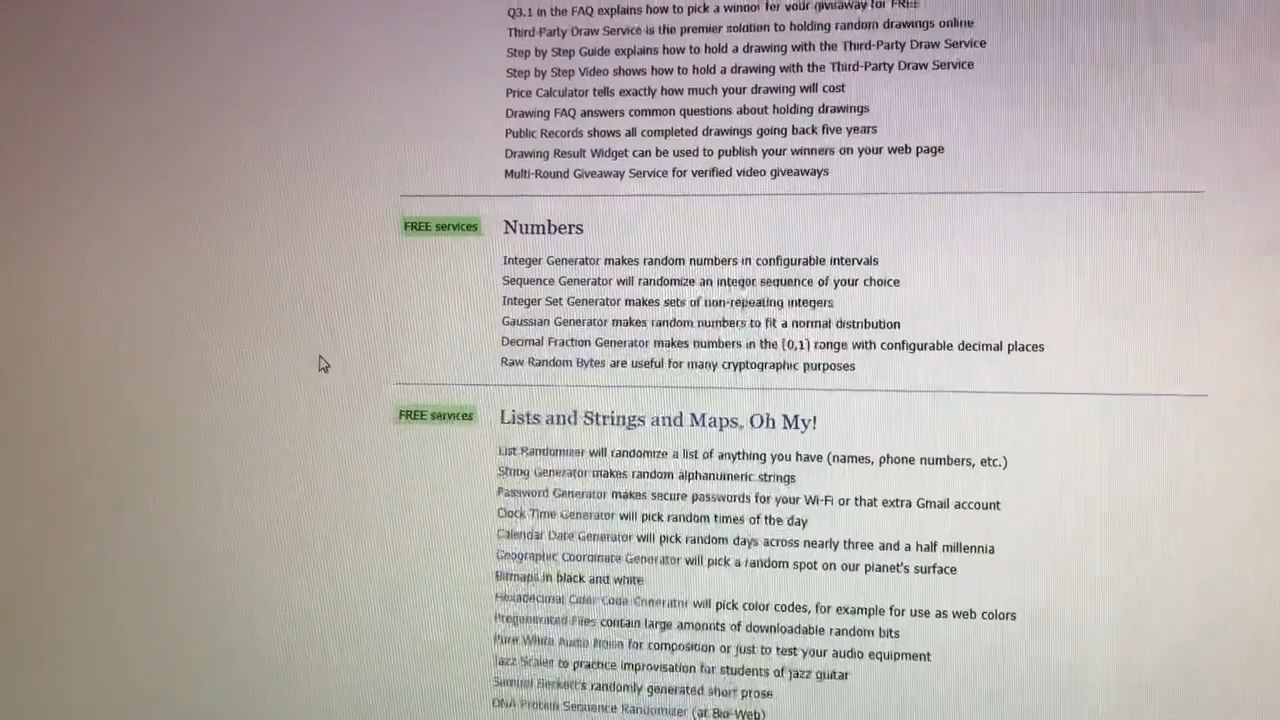 Q3.1 in the FAQ explains how to pick a winner for your giveaway for FREE
Third-Party Draw Service is the premier solution to holding random drawings online
Step by Step Guide explains how to hold a drawing with the Third-Party Draw Service
Step by Step Video shows how to hold a drawing with the Third-Party Draw Service
Price Calculator tells exactly how much your drawing will cost
Drawing FAQ answers common questions about holding drawings
Public Records shows all completed drawings going back five years
Drawing Result Widget can be used to publish your winners on your web page
Multi-Round Giveaway Service for verified video giveaways
FREE services Numbers
Integer Generator makes random numbers in configurable intervals
Sequence Generator will randomize an integer sequence of your choice
Integer Set Generator makes sets of non-repeating integers
Gaussian Generator makes random numbers to fit a normal distribution
Decimal Fraction Generator makes numbers in the [0,1] range with configurable decimal places
Raw Random Bytes are useful for many cryptographic purposes
FREE services Lists and Strings and Maps, Oh My!
List Randomizer will randomize a list of anything you have (names, phone numbers, etc.)
String Generator makes random alphanumeric strings
Password Generator makes secure passwords for your Wi-Fi or that extra Gmail account
Clock Time Generator will pick random times of the day
Calendar Date Generator will pick random days across nearly three and a half millennia
Geographic Coordinate Generator will pick a random spot on our planet's surface
Bitmaps in black and white
Hexadecimal Color Code Generator will pick color codes, for example for use as web colors
Pregenerated Files contain large amounts of downloadable random bits
Pure White Audio Noise for composition or just to test your audio equipment
Jazz Scales to practice improvisation for students of jazz guitar
Samuel Beckett's randomly generated short prose
DNA Protein Sequence Randomizer (at Bio-Web)